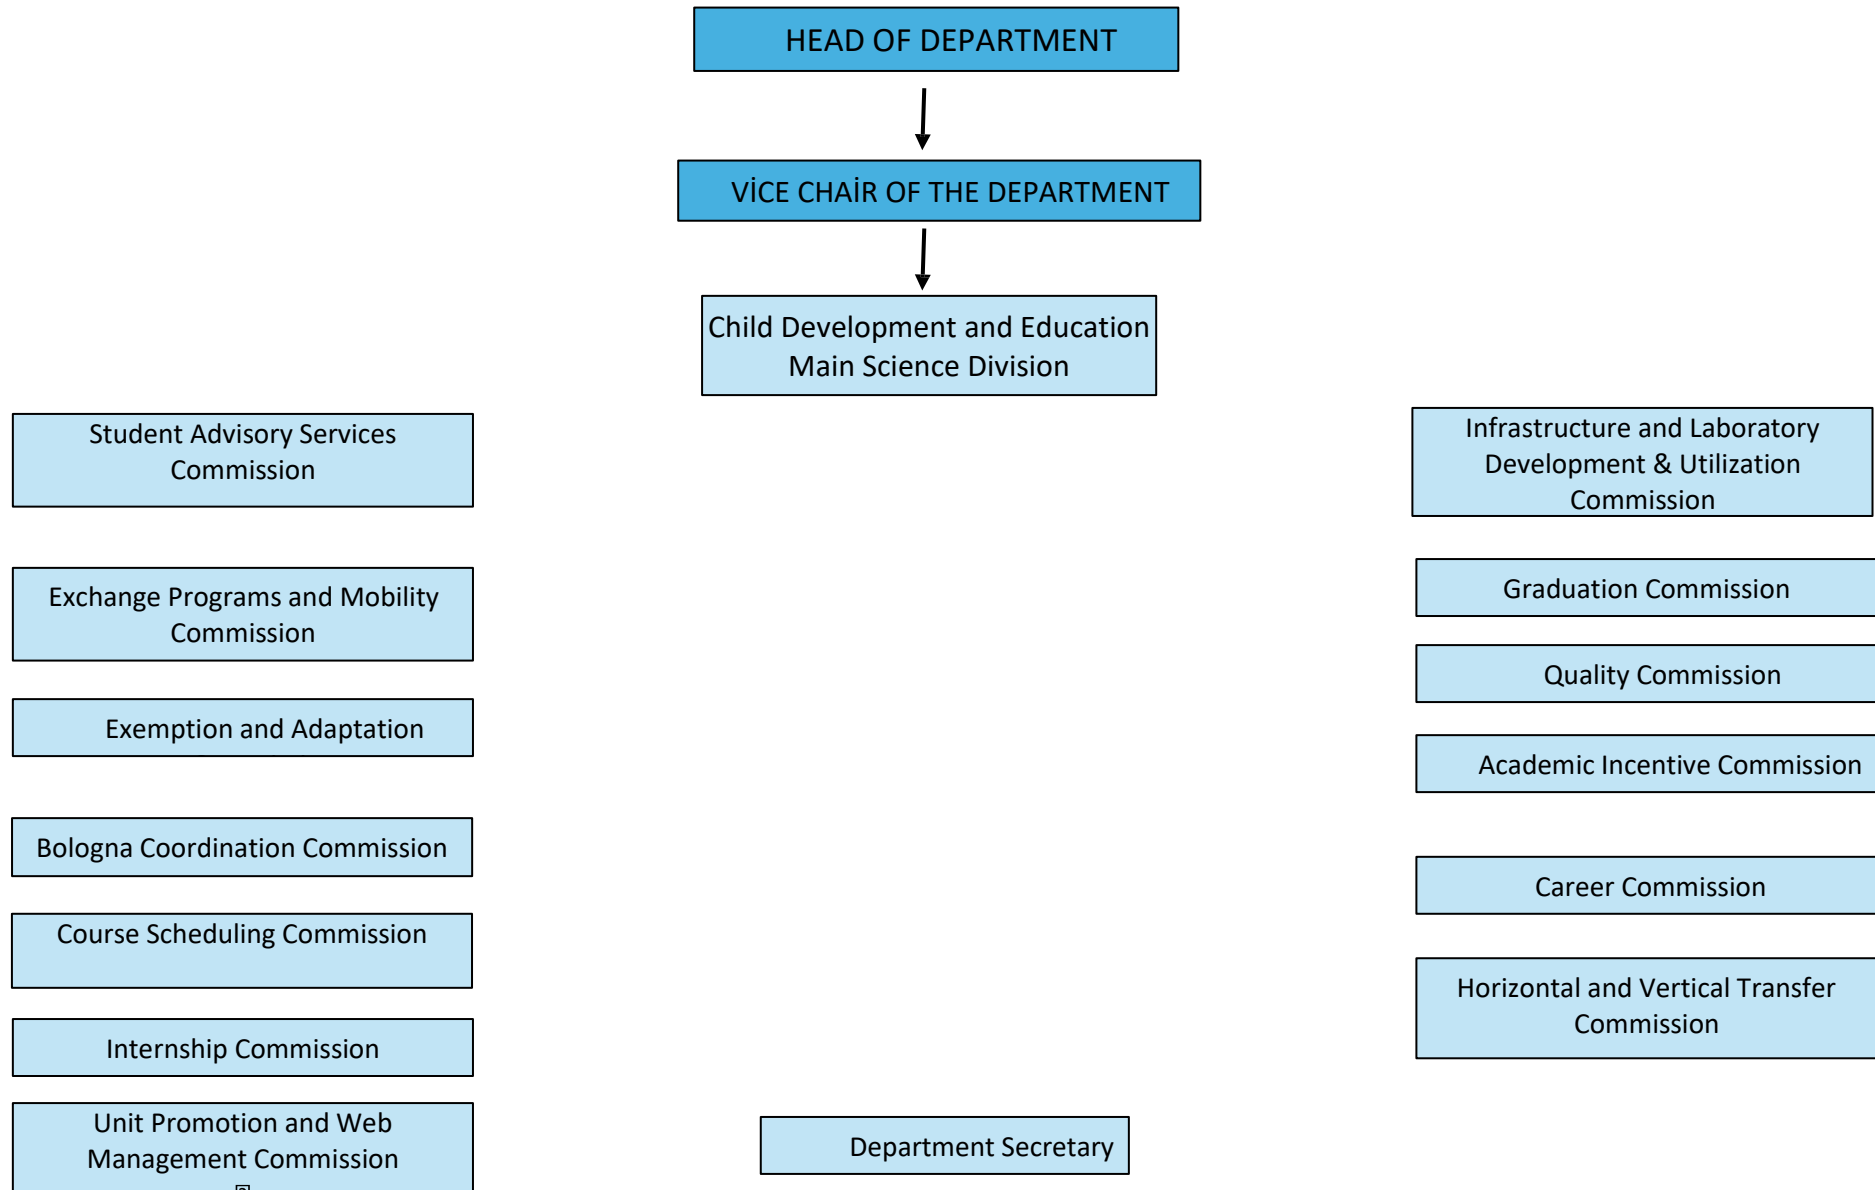 HEAD OF DEPARTMENT
VİCE CHAİR OF THE DEPARTMENT
Child Development and Education
Main Science Division
Student Advisory Services
Commission
Exchange Programs and Mobility
Commission
Exemption and Adaptation
Bologna Coordination Commission
Course Scheduling Commission
Internship Commission
Unit Promotion and Web
Management Commission
Infrastructure and Laboratory
Development & Utilization
Commission
Graduation Commission
Quality Commission
Academic Incentive Commission
Career Commission
Horizontal and Vertical Transfer
Commission
Department Secretary